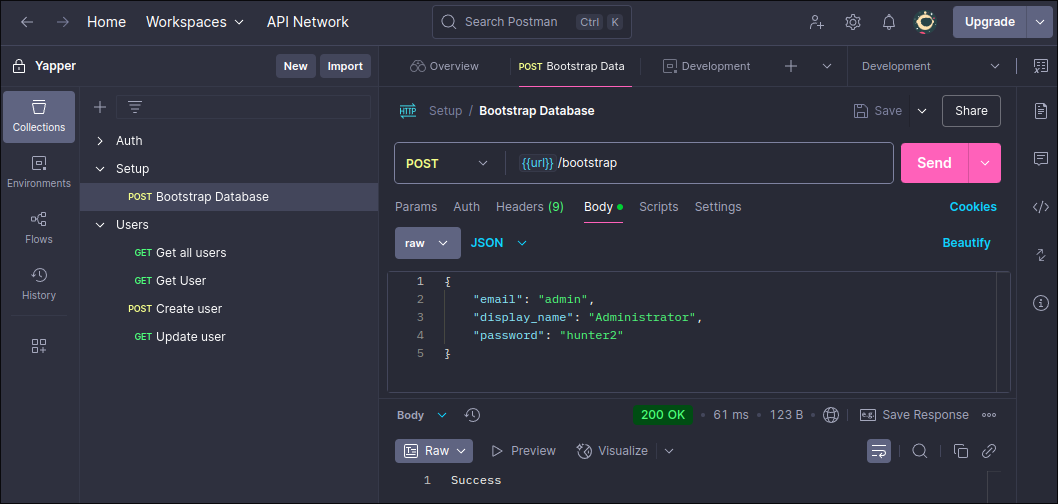 Home Workspaces API Network Search Postman Ctrl K Upgrade
Yapper New Import Overview POST Bootstrap Data Development Development
Collections
Environments
Flows
History
Auth
Setup
POST Bootstrap Database
Users
GET Get all users
GET Get User
POST Create user
GET Update user
HTTP Setup / Bootstrap Database Save Share
POST {{url}} /bootstrap Send
Params Auth Headers (9) Body Scripts Settings Cookies
raw JSON Beautify
1 {
2 "email": "admin",
3 "display_name": "Administrator",
4 "password": "hunter2"
5 }
Body 200 OK • 61 ms • 123 B e.g. Save Response
Raw Preview Visualize
1 Success